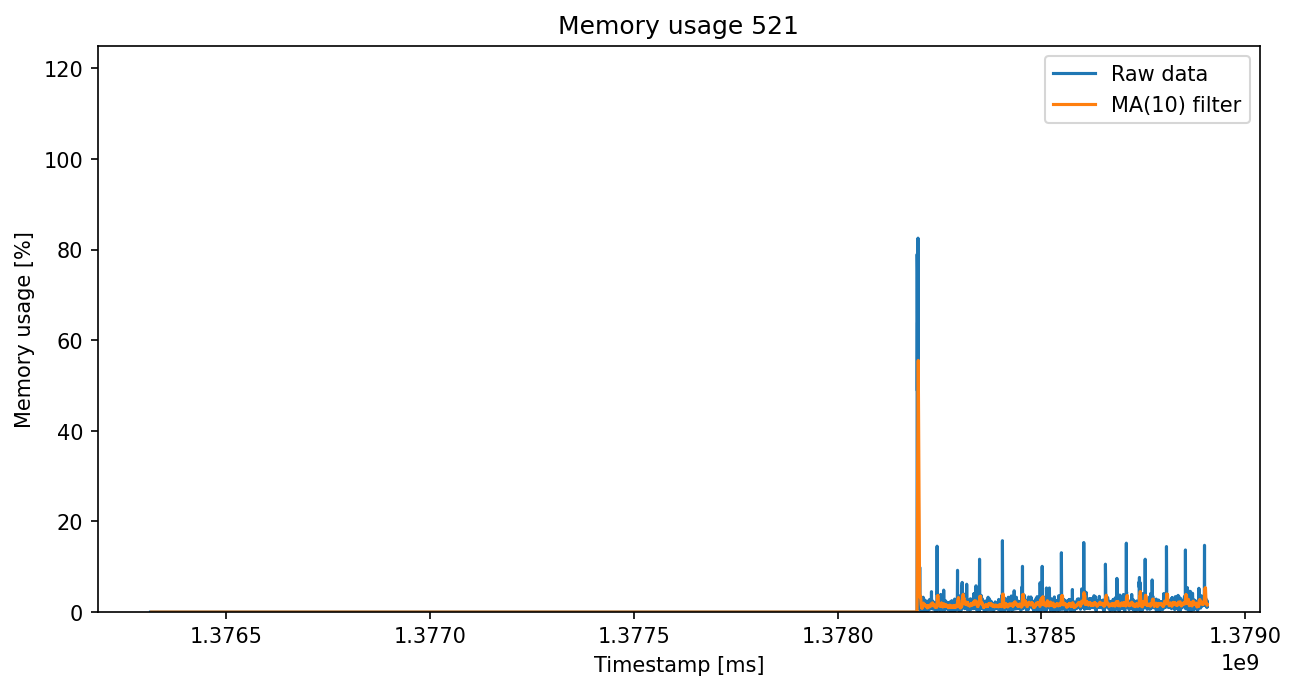 Memory usage 521
Raw data
MA(10) filter
120
100
80
60
40
20
0
Memory usage [%]
1.3765 1.3770 1.3775 1.3780 1.3785 1.3790
1e9
Timestamp [ms]